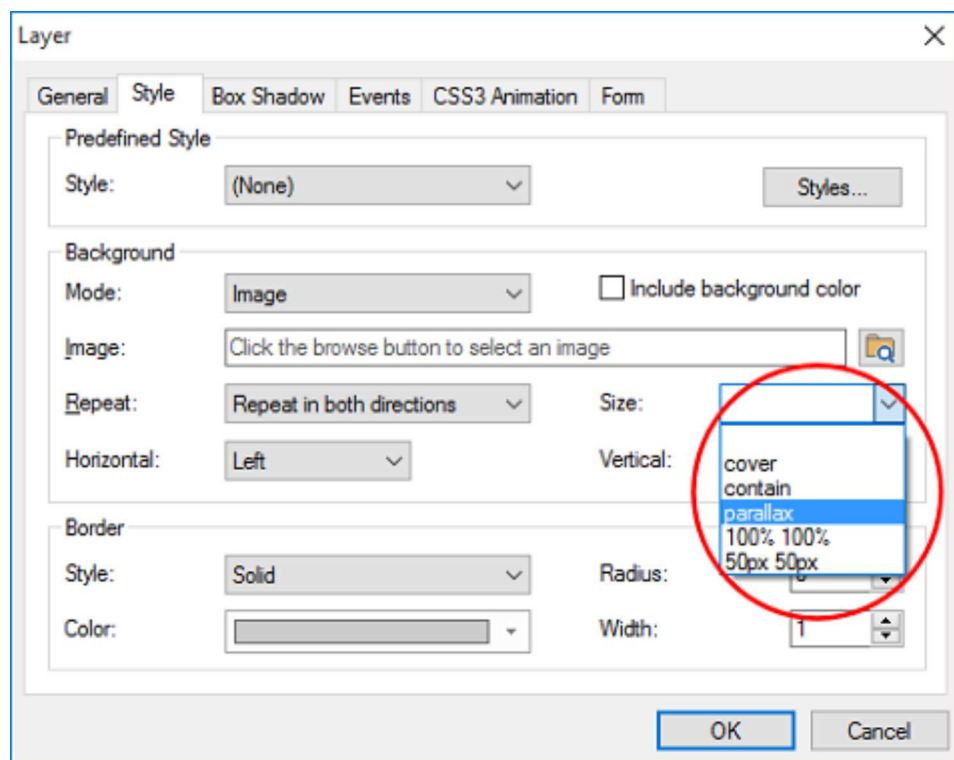 Layer
General Style Box Shadow Events CSS3 Animation Form
Predefined Style
Style: (None) Styles...
Background
Mode: Image Include background color
Image: Click the browse button to select an image
Repeat: Repeat in both directions Size:
Horizontal: Left Vertical:
cover
contain
parallax
100% 100%
50px 50px
Border
Style: Solid Radius:
Color: Width: 1
OK Cancel